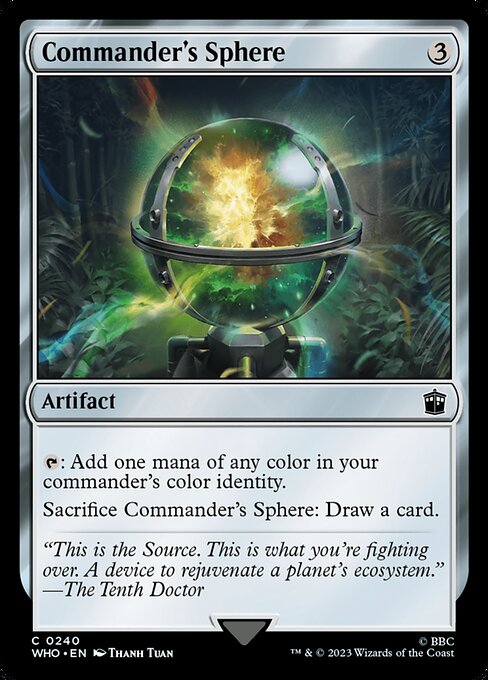 Commander's Sphere 3
Artifact
: Add one mana of any color in your
commander's color identity.
Sacrifice Commander's Sphere: Draw a card.
"This is the Source. This is what you're fighting
over. A device to rejuvenate a planet's ecosystem."
—The Tenth Doctor
C 0240
WHO • EN Thanh Tuan
© BBC
™ & © 2023 Wizards of the Coast